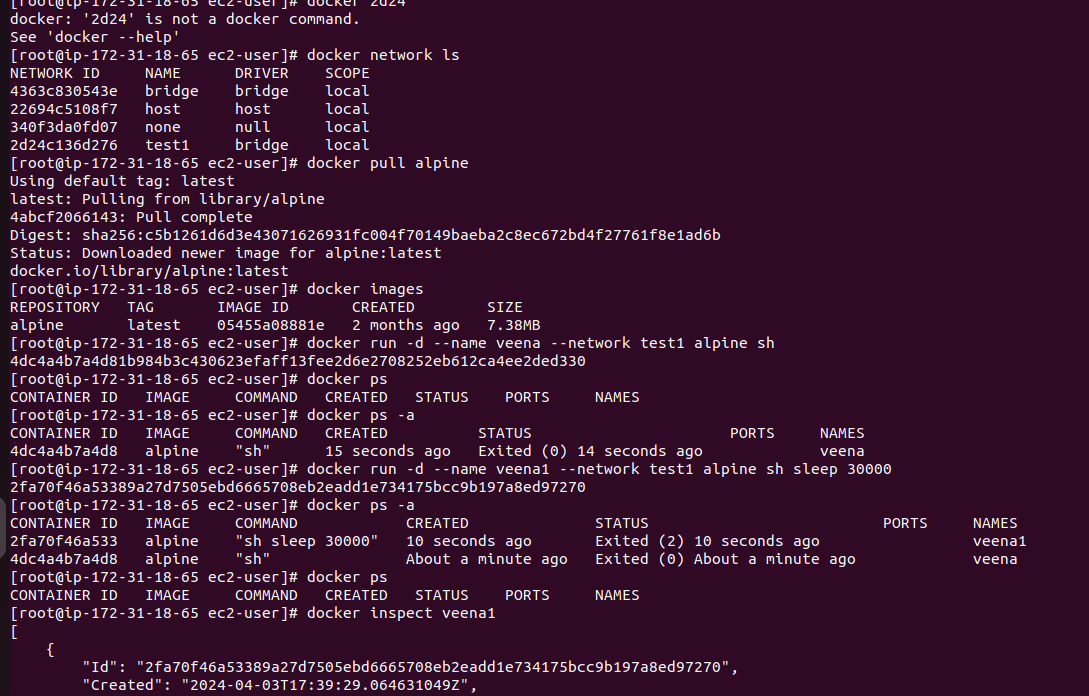 [root@ip-172-31-18-65 ec2-user]# docker 2d24
docker: '2d24' is not a docker command.
See 'docker --help'
[root@ip-172-31-18-65 ec2-user]# docker network ls
NETWORK ID     NAME      DRIVER    SCOPE
4363c830543e   bridge    bridge    local
22694c5108f7   host      host      local
340f3da0fd07   none      null      local
2d24c136d276   test1     bridge    local
[root@ip-172-31-18-65 ec2-user]# docker pull alpine
Using default tag: latest
latest: Pulling from library/alpine
4abcf2066143: Pull complete
Digest: sha256:c5b1261d6d3e43071626931fc004f70149baeba2c8ec672bd4f27761f8e1ad6b
Status: Downloaded newer image for alpine:latest
docker.io/library/alpine:latest
[root@ip-172-31-18-65 ec2-user]# docker images
REPOSITORY   TAG       IMAGE ID       CREATED        SIZE
alpine       latest    05455a08881e   2 months ago   7.38MB
[root@ip-172-31-18-65 ec2-user]# docker run -d --name veena --network test1 alpine sh
4dc4a4b7a4d81b984b3c430623efaff13fee2d6e2708252eb612ca4ee2ded330
[root@ip-172-31-18-65 ec2-user]# docker ps
CONTAINER ID   IMAGE     COMMAND   CREATED   STATUS    PORTS     NAMES
[root@ip-172-31-18-65 ec2-user]# docker ps -a
CONTAINER ID   IMAGE     COMMAND   CREATED          STATUS                      PORTS     NAMES
4dc4a4b7a4d8   alpine    "sh"      15 seconds ago   Exited (0) 14 seconds ago             veena
[root@ip-172-31-18-65 ec2-user]# docker run -d --name veena1 --network test1 alpine sh sleep 30000
2fa70f46a53389a27d7505ebd6665708eb2eadd1e734175bcc9b197a8ed97270
[root@ip-172-31-18-65 ec2-user]# docker ps -a
CONTAINER ID   IMAGE     COMMAND            CREATED              STATUS                          PORTS     NAMES
2fa70f46a533   alpine    "sh sleep 30000"   10 seconds ago       Exited (2) 10 seconds ago                 veena1
4dc4a4b7a4d8   alpine    "sh"               About a minute ago   Exited (0) About a minute ago             veena
[root@ip-172-31-18-65 ec2-user]# docker ps
CONTAINER ID   IMAGE     COMMAND   CREATED   STATUS    PORTS     NAMES
[root@ip-172-31-18-65 ec2-user]# docker inspect veena1
[
    {
        "Id": "2fa70f46a53389a27d7505ebd6665708eb2eadd1e734175bcc9b197a8ed97270",
        "Created": "2024-04-03T17:39:29.064631049Z",